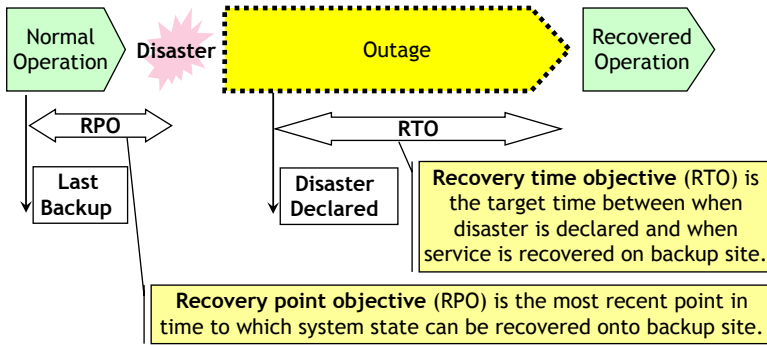 Normal
Operation
Disaster
Outage
Recovered
Operation
RPO
RTO
Last
Backup
Disaster
Declared
Recovery time objective (RTO) is
the target time between when
disaster is declared and when
service is recovered on backup site.
Recovery point objective (RPO) is the most recent point in
time to which system state can be recovered onto backup site.